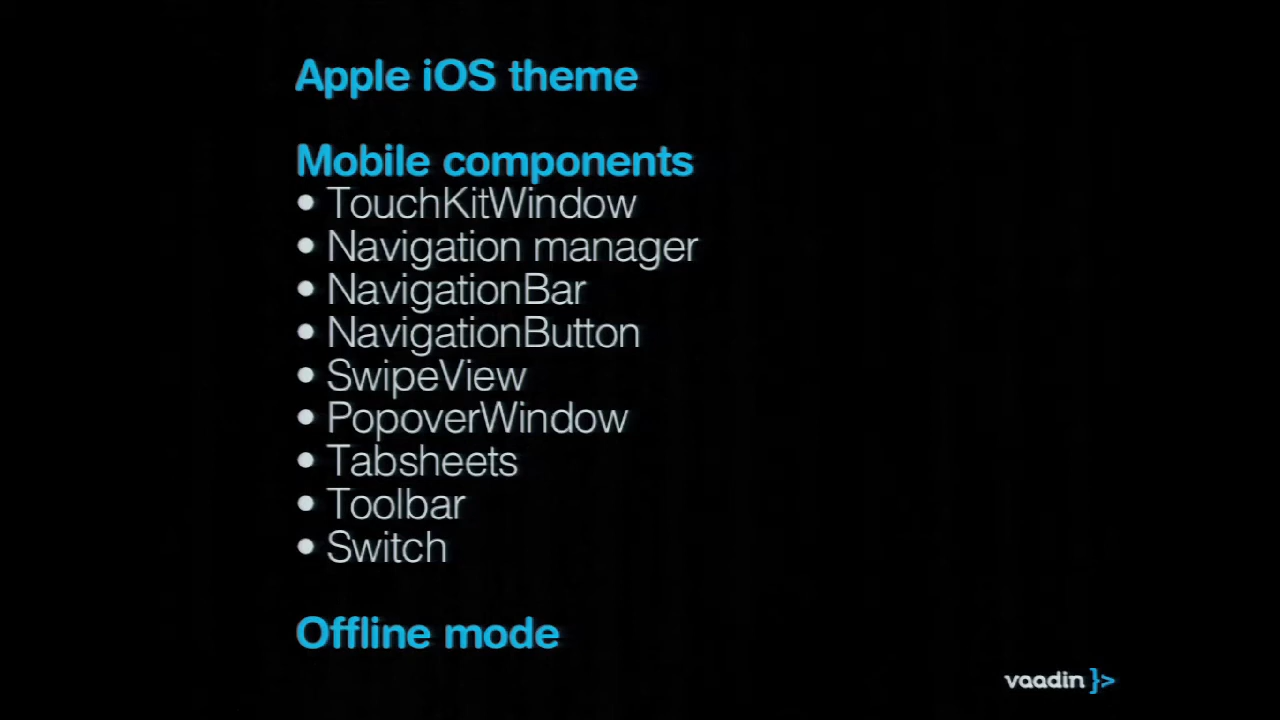 Apple iOS theme
Mobile components
• TouchKitWindow
• Navigation manager
• NavigationBar
• NavigationButton
• SwipeView
• PopoverWindow
• Tabsheets
• Toolbar
• Switch
Offline mode
vaadin }>